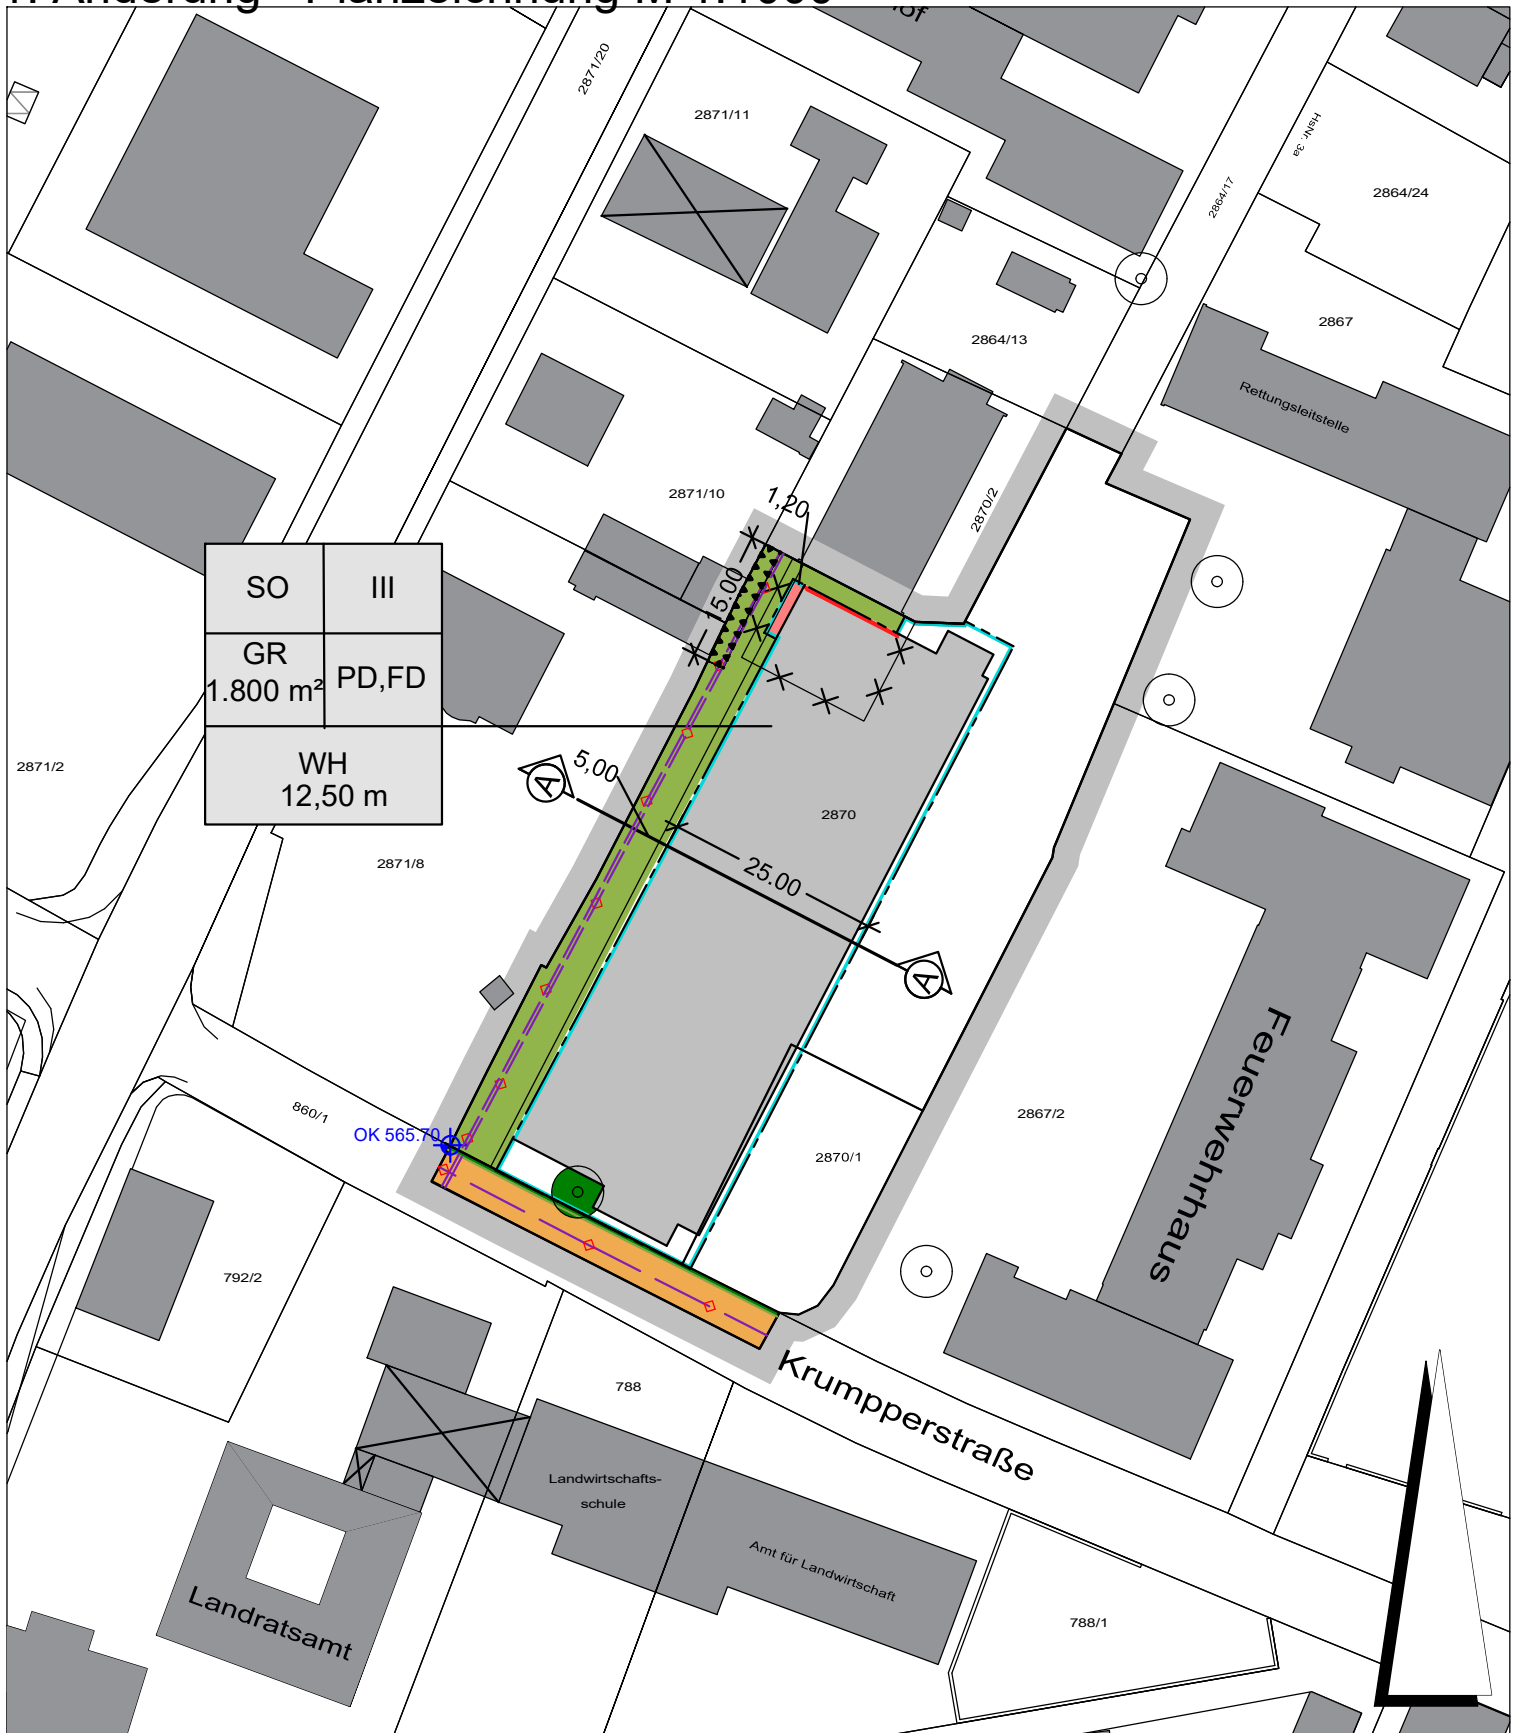 2871/20
2871/11
HsNr. 3a
2864/17
2864/24
2864/13
2867
Rettungsleitstelle
2871/10
1,20
2870/2
15.00
SO
III
GR
1.800 m²
PD,FD
WH
12,50 m
2871/2
A
5,00
2870
2871/8
25.00
A
Feuerwehrhaus
860/1
OK 565.70
2867/2
2870/1
792/2
788
Krumpperstraße
Landwirtschafts-
schule
Amt für Landwirtschaft
Landratsamt
788/1